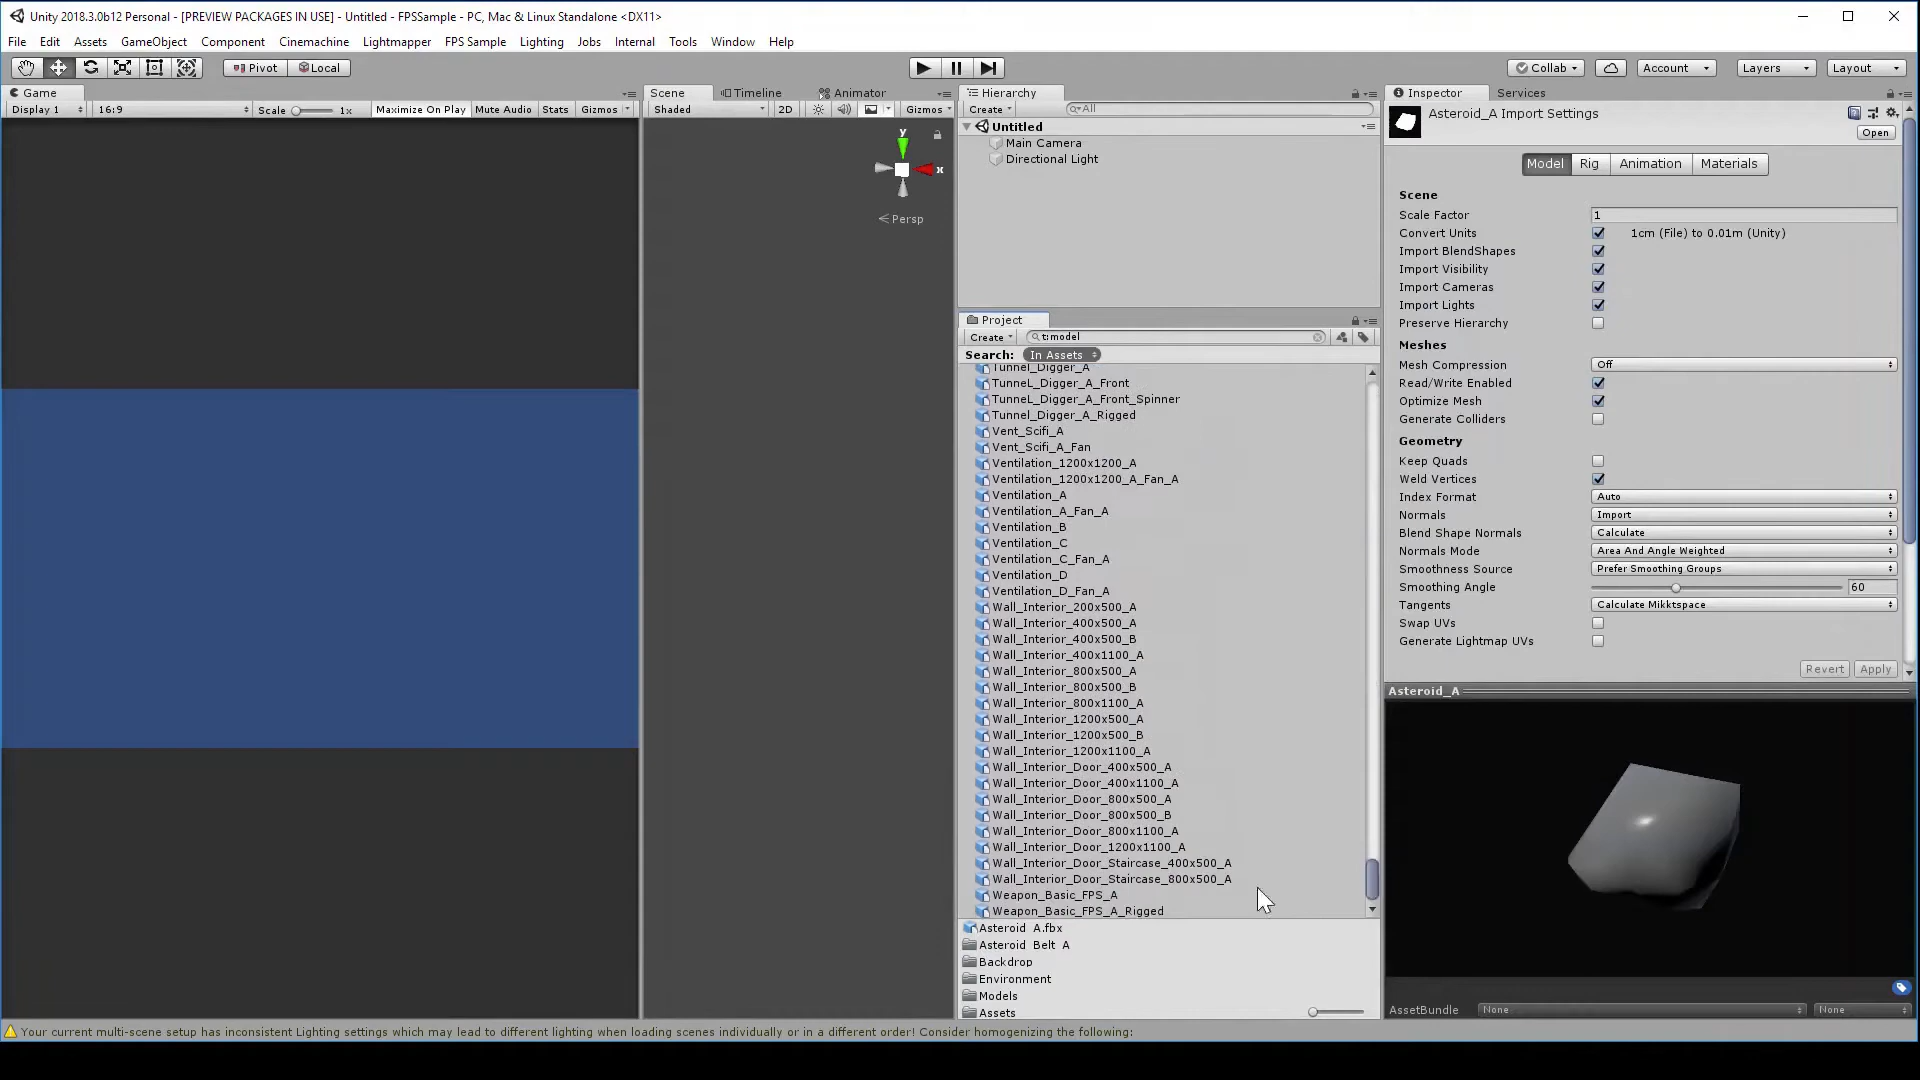 Unity 2018.3.0b12 Personal - [PREVIEW PACKAGES IN USE] - Untitled - FPSSample - PC, Mac & Linux Standalone <DX11>
File Edit Assets GameObject Component Cinemachine Lightmapper FPS Sample Lighting Jobs Internal Tools Window Help
Pivot Local Collab Account Layers Layout
Game
Display 1 16:9 Scale 1x Maximize On Play Mute Audio Stats Gizmos
Scene Timeline Animator
Shaded 2D Gizmos
y
x
Persp
Hierarchy
Create All
Untitled
Main Camera
Directional Light
Project
Create t:model
Search: In Assets
Tunnel_Digger_A
TunneL_Digger_A_Front
TunneL_Digger_A_Front_Spinner
Tunnel_Digger_A_Rigged
Vent_Scifi_A
Vent_Scifi_A_Fan
Ventilation_1200x1200_A
Ventilation_1200x1200_A_Fan_A
Ventilation_A
Ventilation_A_Fan_A
Ventilation_B
Ventilation_C
Ventilation_C_Fan_A
Ventilation_D
Ventilation_D_Fan_A
Wall_Interior_200x500_A
Wall_Interior_400x500_A
Wall_Interior_400x500_B
Wall_Interior_400x1100_A
Wall_Interior_800x500_A
Wall_Interior_800x500_B
Wall_Interior_800x1100_A
Wall_Interior_1200x500_A
Wall_Interior_1200x500_B
Wall_Interior_1200x1100_A
Wall_Interior_Door_400x500_A
Wall_Interior_Door_400x1100_A
Wall_Interior_Door_800x500_A
Wall_Interior_Door_800x500_B
Wall_Interior_Door_800x1100_A
Wall_Interior_Door_1200x1100_A
Wall_Interior_Door_Staircase_400x500_A
Wall_Interior_Door_Staircase_800x500_A
Weapon_Basic_FPS_A
Weapon_Basic_FPS_A_Rigged
Asteroid_A.fbx
Asteroid_Belt_A
Backdrop
Environment
Models
Assets
Inspector Services
Asteroid_A Import Settings
Open
Model Rig Animation Materials
Scene
Scale Factor 1
Convert Units 1cm (File) to 0.01m (Unity)
Import BlendShapes
Import Visibility
Import Cameras
Import Lights
Preserve Hierarchy
Meshes
Mesh Compression Off
Read/Write Enabled
Optimize Mesh
Generate Colliders
Geometry
Keep Quads
Weld Vertices
Index Format Auto
Normals Import
Blend Shape Normals Calculate
Normals Mode Area And Angle Weighted
Smoothness Source Prefer Smoothing Groups
Smoothing Angle 60
Tangents Calculate Mikktspace
Swap UVs
Generate Lightmap UVs
Revert Apply
Asteroid_A
AssetBundle None None
Your current multi-scene setup has inconsistent Lighting settings which may lead to different lighting when loading scenes individually or in a different order! Consider homogenizing the following: